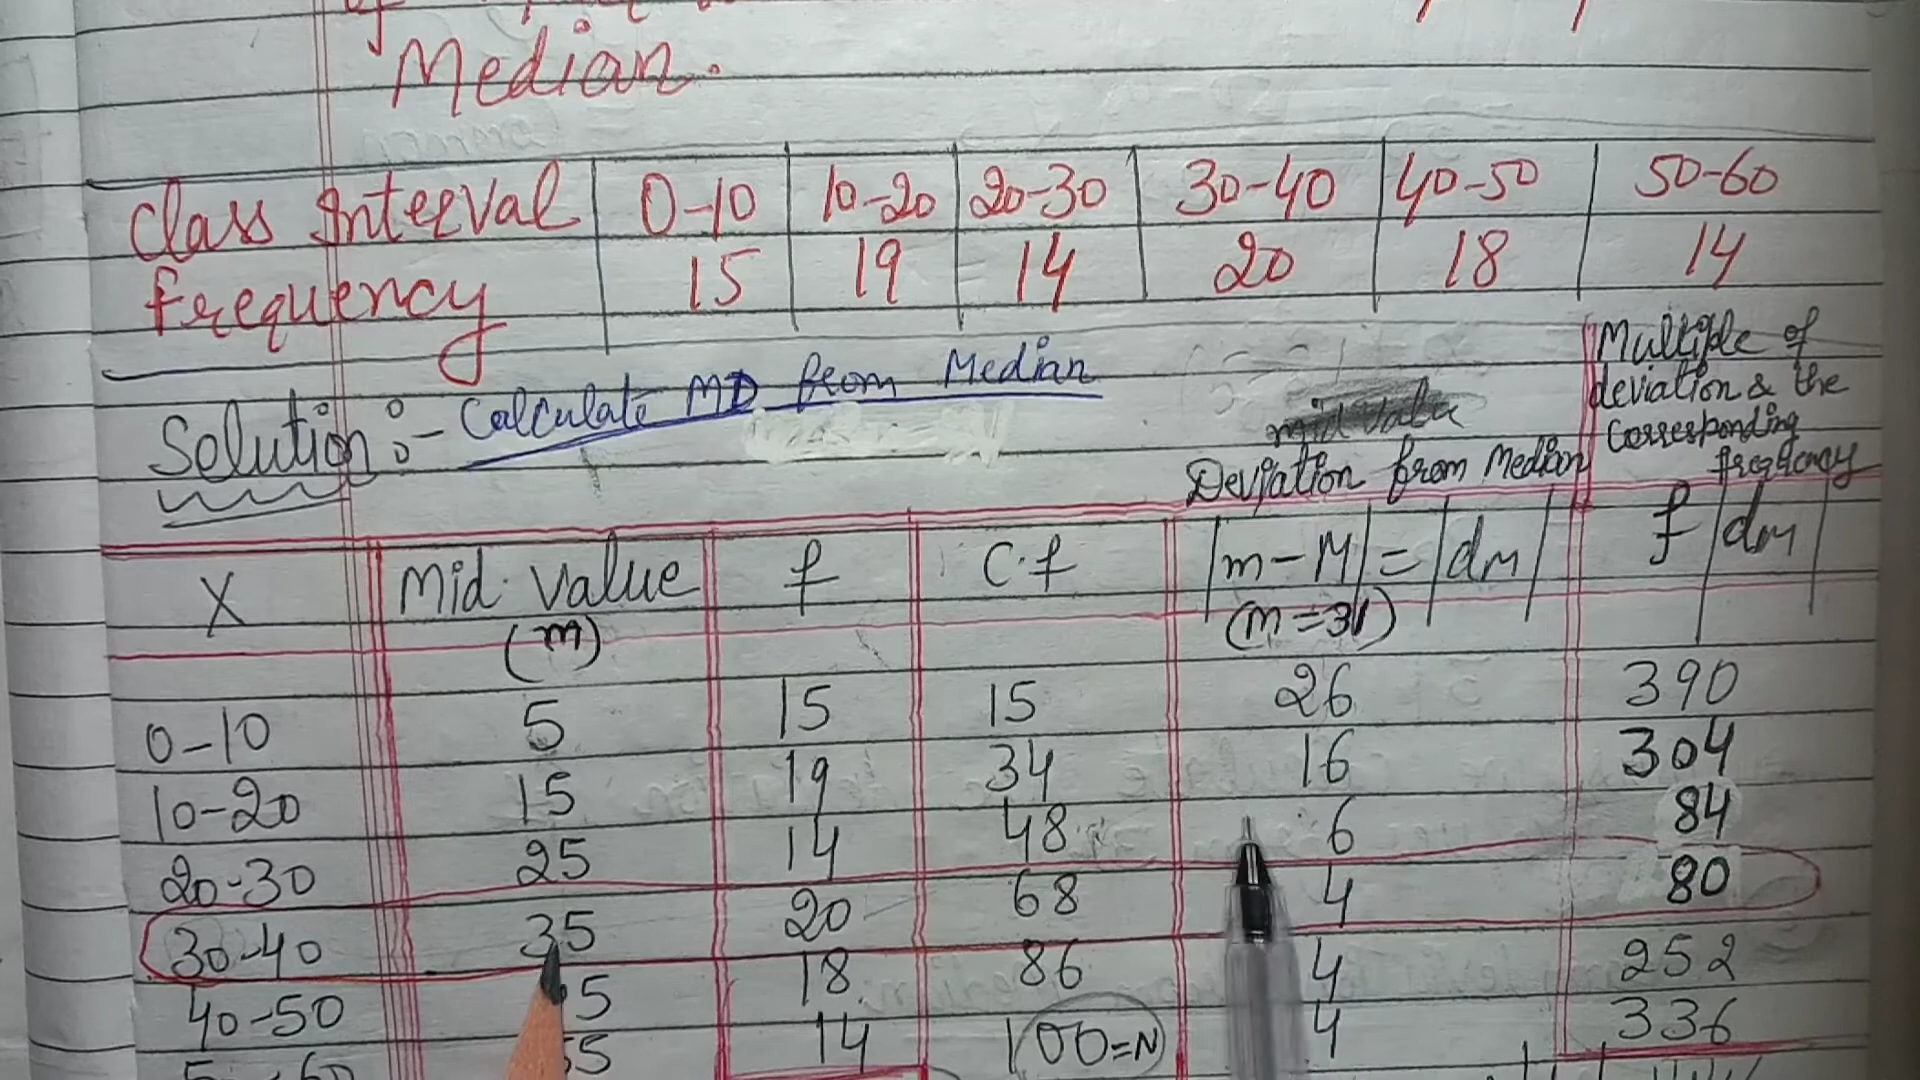 Median.
Class Interval 0-10 10-20 20-30 30-40 40-50 50-60
frequency 15 19 14 20 18 14
Solution:- Calculate MD from Median
mid value
Deviation from Median
Multiple of
deviation & the
Corresponding
frequency
X Mid. Value f C.f |m-M|=|dm| f|dm|
(m) (m=31)
0-10 5 15 15 26 390
10-20 15 19 34 16 304
20-30 25 14 48 6 84
30-40 35 20 68 4 80
40-50 5 18 86 4 252
14 100=N 4 336